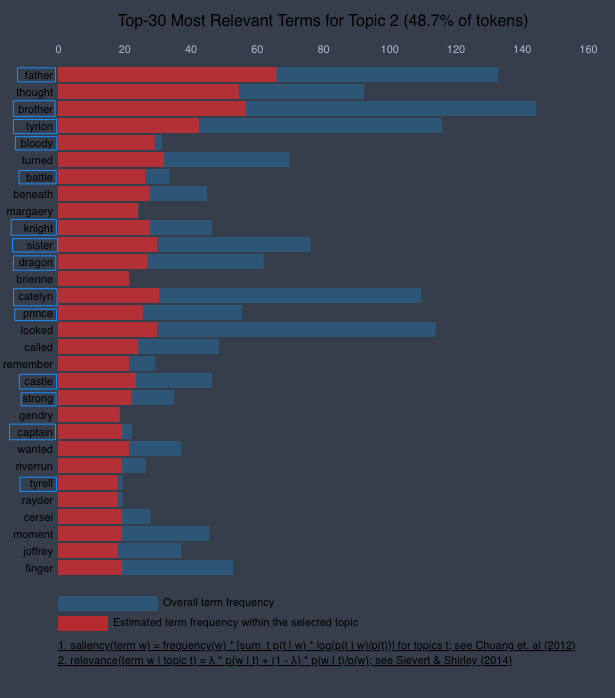 Top-30 Most Relevant Terms for Topic 2 (48.7% of tokens)
0 20 40 60 80 100 120 140 160
father
thought
brother
tyrion
bloody
turned
battle
beneath
margaery
knight
sister
dragon
brienne
catelyn
prince
looked
called
remember
castle
strong
gendry
captain
wanted
riverrun
tyrell
rayder
cersei
moment
joffrey
finger
Overall term frequency
Estimated term frequency within the selected topic
1. saliency(term w) = frequency(w) * [sum_t p(t | w) * log(p(t | w)/p(t))] for topics t; see Chuang et. al (2012)
2. relevance(term w | topic t) = λ * p(w | t) + (1 - λ) * p(w | t)/p(w); see Sievert & Shirley (2014)